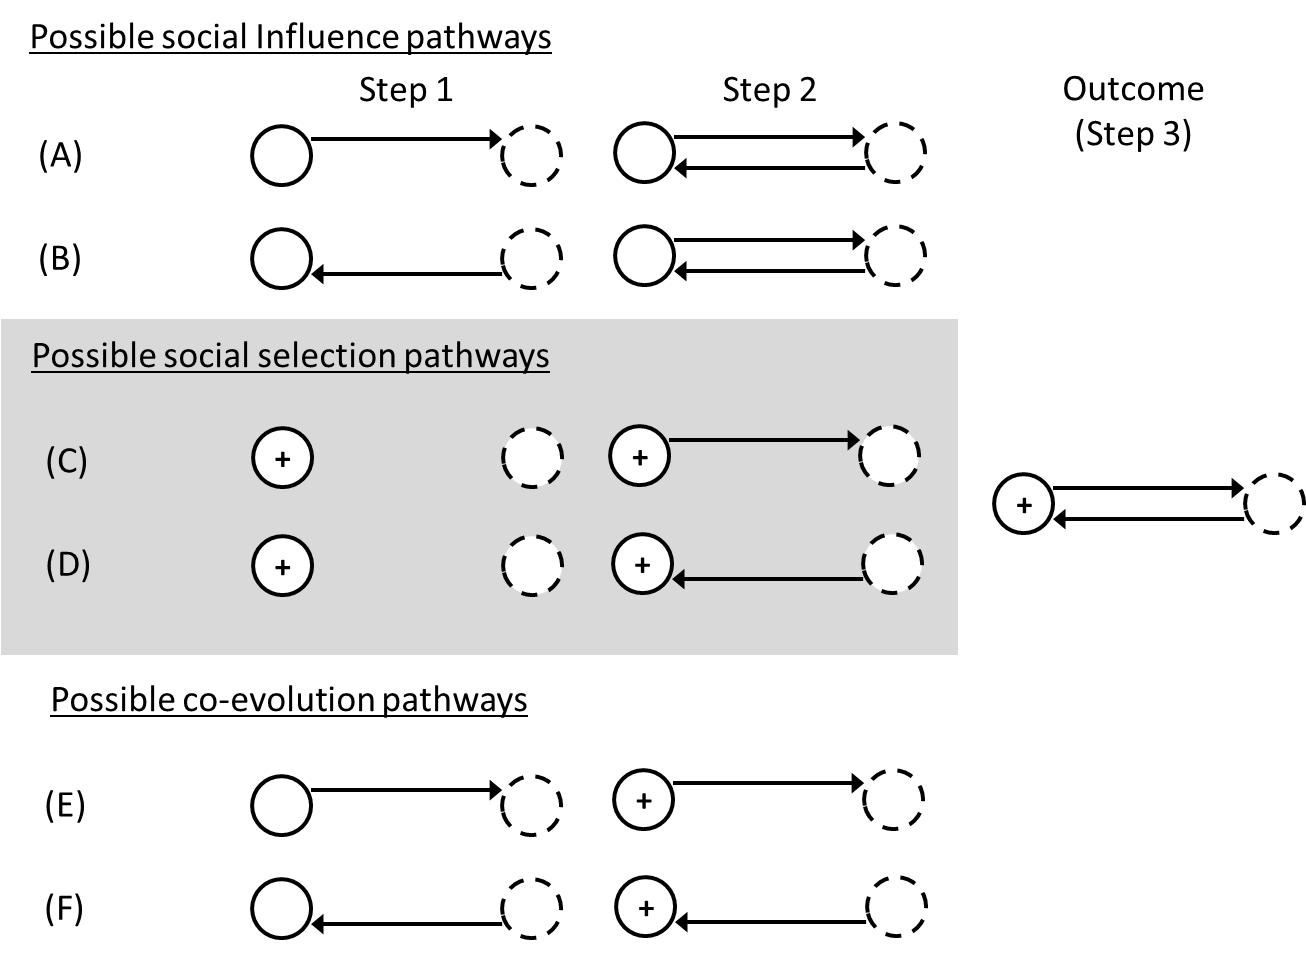 Possible social Influence pathways
Step 1 Step 2 Outcome
(Step 3)
(A)
(B)
Possible social selection pathways
(C) + +
+
(D) + +
Possible co-evolution pathways
(E) +
(F) +